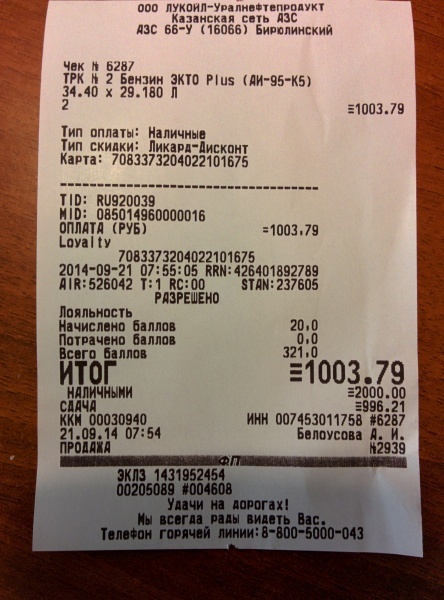 ООО ЛУКОЙЛ-Уралнефтепродукт
Казанская сеть АЗС
АЗС 66-У (16066) Бирюлинский
Чек № 6287
ТРК № 2 Бензин ЭКТО Plus (АИ-95-К5)
34.40 x 29.180 Л
2 ≡1003.79
Тип оплаты: Наличные
Тип скидки: Ликард-Дисконт
Карта: 7083373204022101675
--------------------------------
TID: RU920039
MID: 085014960000016
ОПЛАТА (РУБ) =1003,79
Loyalty
7083373204022101675
2014-09-21 07:55:05 RRN:426401892789
AIR:526042 T:1 RC:00 STAN:237605
РАЗРЕШЕНО
Лояльность
Начислено баллов 20,0
Потрачено баллов 0,0
Всего баллов 321,0
ИТОГ ≡1003.79
НАЛИЧНЫМИ ≡2000.00
СДАЧА ≡996.21
ККМ 00030940 ИНН 007453011758 #6287
21.09.14 07:54 Белоусова А. И.
ПРОДАЖА №2939
ФП
ЭКЛЗ 1431952454
00205089 #004608
Удачи на дорогах!
Мы всегда рады видеть Вас.
Телефон горячей линии:8-800-5000-043